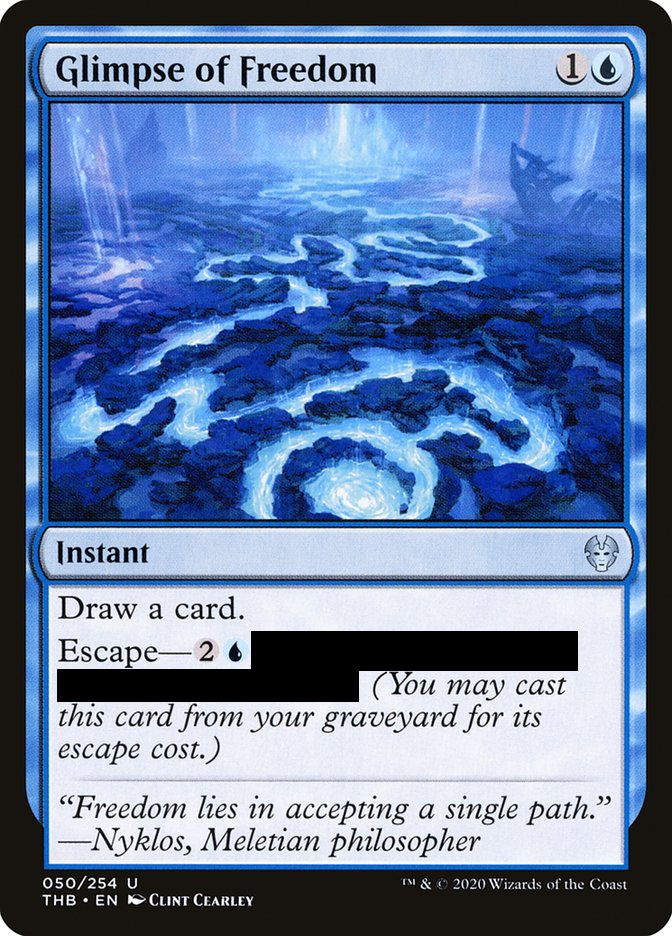 Glimpse of Freedom 1
Instant
Draw a card.
Escape—2
(You may cast
this card from your graveyard for its
escape cost.)
“Freedom lies in accepting a single path.”
—Nyklos, Meletian philosopher
050/254 U
™ & © 2020 Wizards of the Coast
THB • EN Clint Cearley